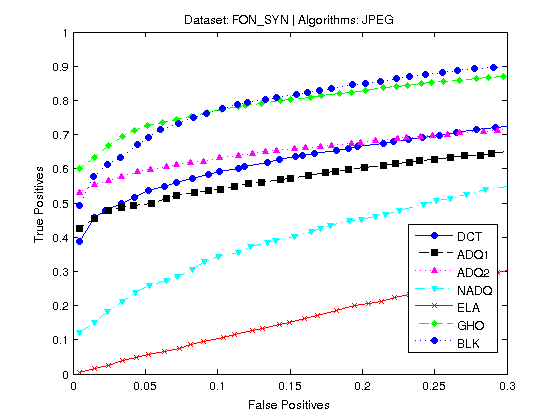 Dataset: FON_SYN | Algorithms: JPEG
1
0.9
0.8
0.7
0.6
0.5
0.4
0.3
0.2
0.1
0
True Positives
DCT
ADQ1
ADQ2
NADQ
ELA
GHO
BLK
0 0.05 0.1 0.15 0.2 0.25 0.3
False Positives